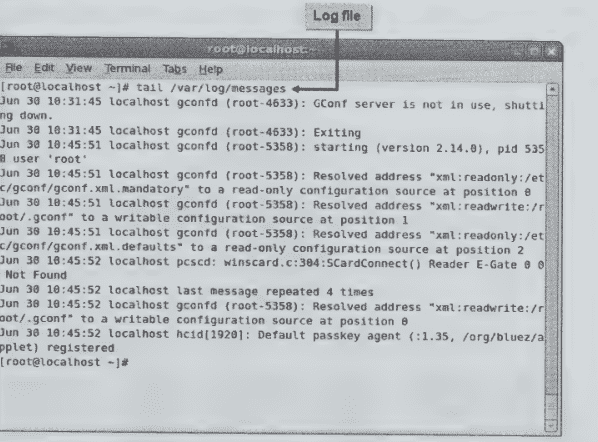 Log file
root@localhost:~
File Edit View Terminal Tabs Help
[root@localhost ~]# tail /var/log/messages
Jun 30 10:31:45 localhost gconfd (root-4633): GConf server is not in use, shutti
ng down.
Jun 30 10:31:45 localhost gconfd (root-4633): Exiting
Jun 30 10:45:51 localhost gconfd (root-5358): starting (version 2.14.0), pid 535
8 user 'root'
Jun 30 10:45:51 localhost gconfd (root-5358): Resolved address "xml:readonly:/et
c/gconf/gconf.xml.mandatory" to a read-only configuration source at position 0
Jun 30 10:45:51 localhost gconfd (root-5358): Resolved address "xml:readwrite:/r
oot/.gconf" to a writable configuration source at position 1
Jun 30 10:45:51 localhost gconfd (root-5358): Resolved address "xml:readonly:/et
c/gconf/gconf.xml.defaults" to a read-only configuration source at position 2
Jun 30 10:45:52 localhost pcscd: winscard.c:304:SCardConnect() Reader E-Gate 0 0
Not Found
Jun 30 10:45:52 localhost last message repeated 4 times
Jun 30 10:45:52 localhost gconfd (root-5358): Resolved address "xml:readwrite:/r
oot/.gconf" to a writable configuration source at position 0
Jun 30 10:45:52 localhost hcid[1920]: Default passkey agent (:1.35, /org/bluez/a
pplet) registered
[root@localhost ~]#